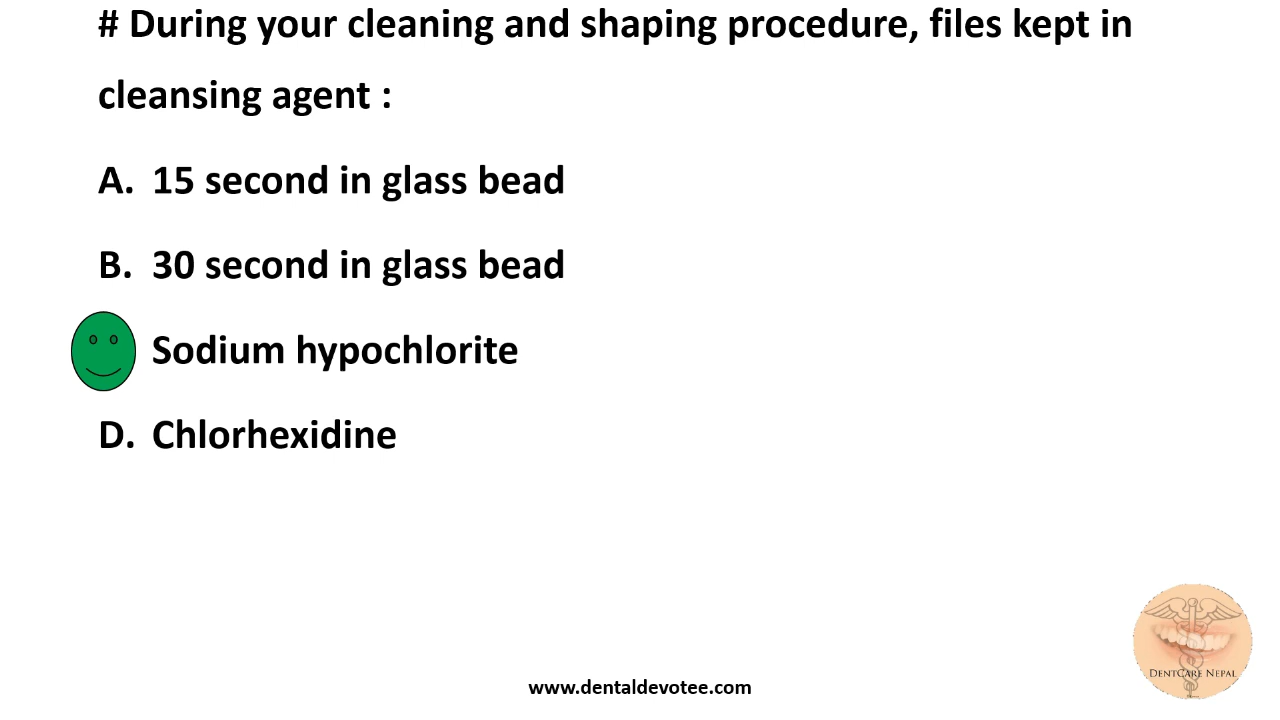 # During your cleaning and shaping procedure, files kept in
cleansing agent :
A. 15 second in glass bead
B. 30 second in glass bead
Sodium hypochlorite
D. Chlorhexidine
DENTCARE NEPAL
www.dentaldevotee.com